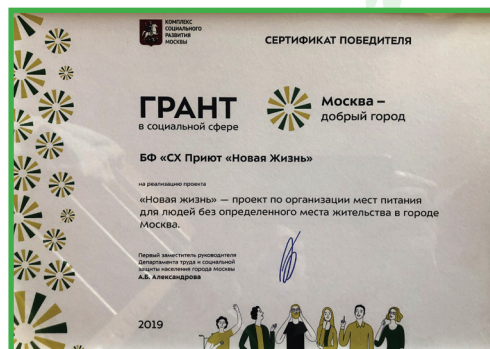 КОМПЛЕКС
СОЦИАЛЬНОГО
РАЗВИТИЯ
МОСКВЫ
СЕРТИФИКАТ ПОБЕДИТЕЛЯ
ГРАНТ
в социальной сфере
Москва –
добрый город
БФ «СХ Приют «Новая Жизнь»
на реализацию проекта
«Новая жизнь» — проект по организации мест питания
для людей без определенного места жительства в городе
Москва.
Первый заместитель руководителя
Департамента труда и социальной
защиты населения города Москвы
А.Б. Александрова
2019